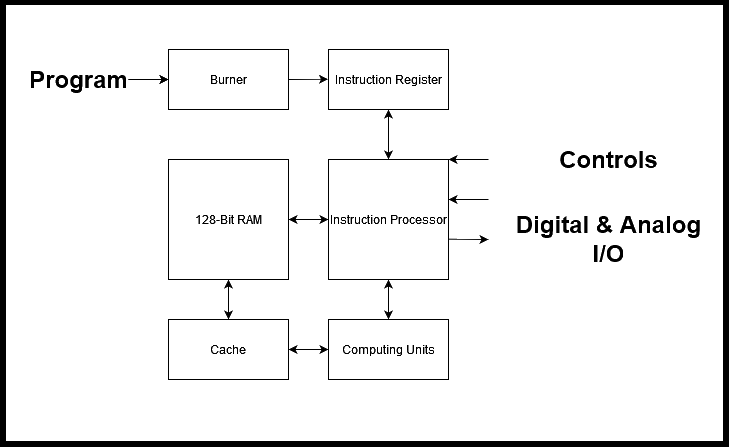 Program
Burner
Instruction Register
Controls
128-Bit RAM
Instruction Processor
Digital & Analog
I/O
Cache
Computing Units